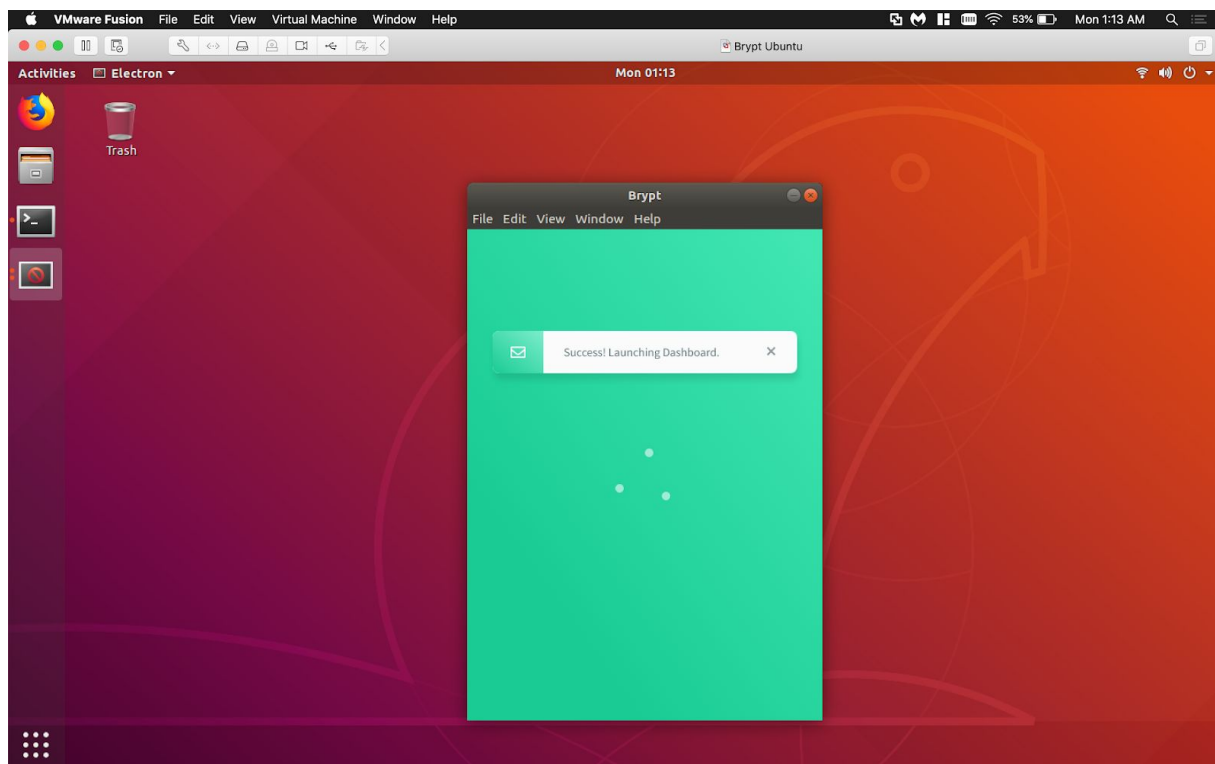 VMware Fusion File Edit View Virtual Machine Window Help 53% Mon 1:13 AM
Brypt Ubuntu
Activities Electron Mon 01:13
Trash
Brypt
File Edit View Window Help
Success! Launching Dashboard.